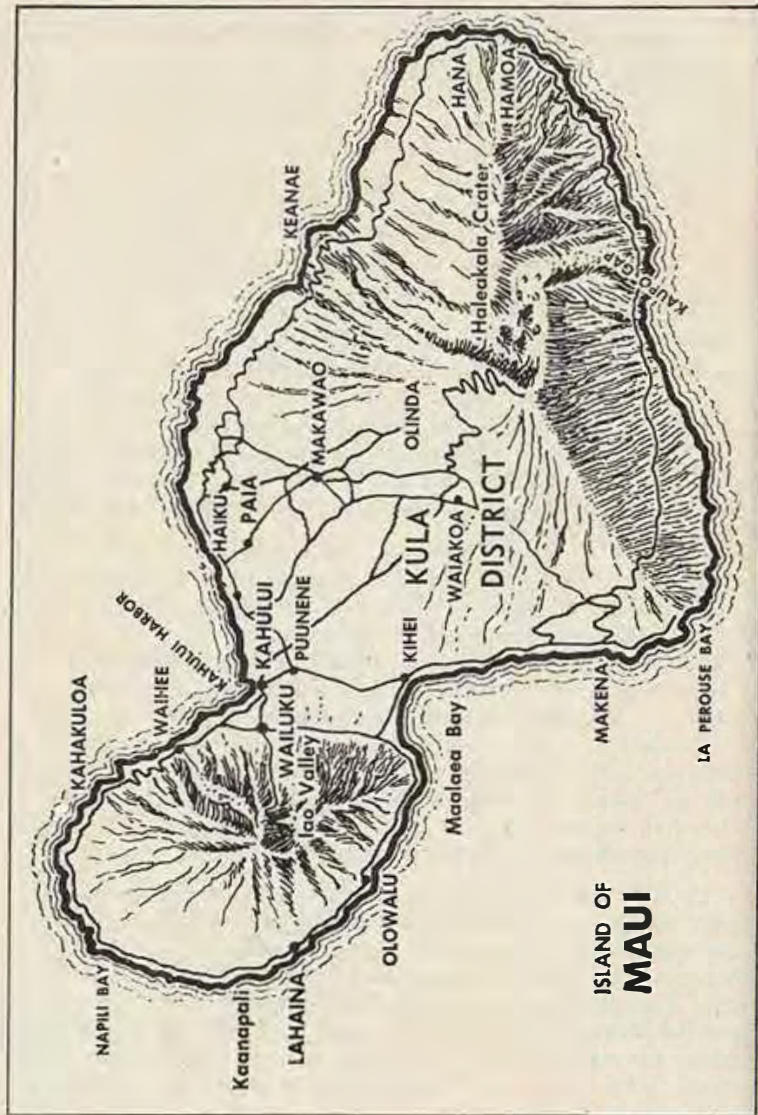 KAHAKULOA
NAPILI BAY
WAIHEE
KAHULUI HARBOR
Kaanapali
LAHAINA
WAILUKU
Iao Valley
KAHULUI
PUUNENE
OLOWALU
KIHEI
Maalaea Bay
HAIKU
PAIA
MAKAWAO
OLINDA
KULA
DISTRICT
WAIAKOA
KEANAE
HANA
HAMOA
Haleakala Crater
KAUPO GAP
MAKENA
LA PEROUSE BAY
ISLAND OF
MAUI